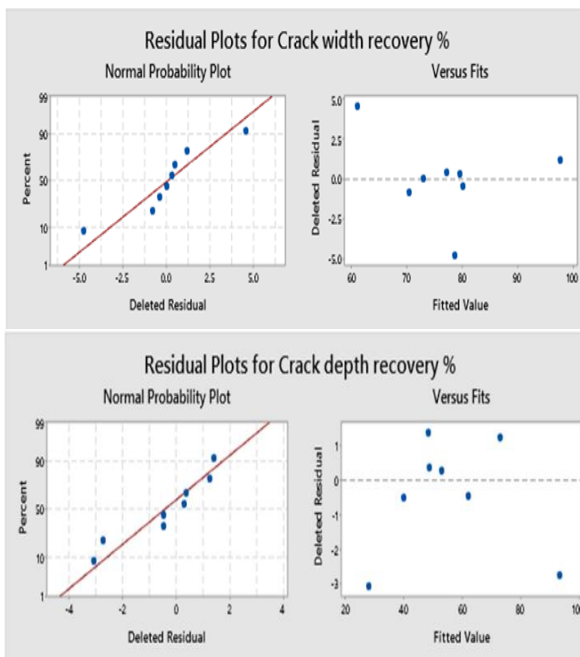 Residual Plots for Crack width recovery %
Normal Probability Plot
Versus Fits
99
90
50
10
1
Percent
-5.0 -2.5 0.0 2.5 5.0
Deleted Residual
5.0
2.5
0.0
-2.5
-5.0
Deleted Residual
60 70 80 90 100
Fitted Value
Residual Plots for Crack depth recovery %
Normal Probability Plot
Versus Fits
99
90
50
10
1
Percent
-4 -2 0 2 4
Deleted Residual
1
0
-1
-2
-3
Deleted Residual
20 40 60 80 100
Fitted Value